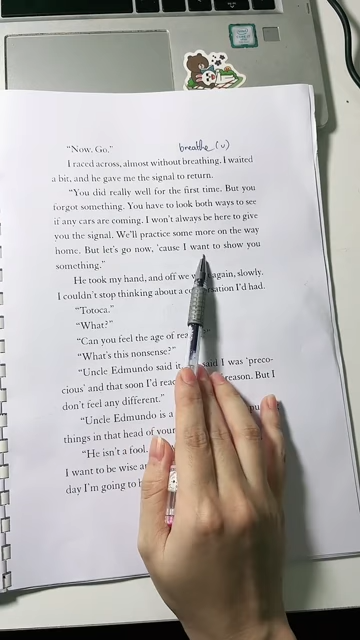 breathe (v)
"Now. Go."
I raced across, almost without breathing. I waited
a bit, and he gave me the signal to return.
"You did really well for the first time. But you
forgot something. You have to look both ways to see
if any cars are coming. I won't always be here to give
you the signal. We'll practice some more on the way
home. But let's go now, 'cause I want to show you
something."
He took my hand, and off we again, slowly.
I couldn't stop thinking about a I'd had.
"Totoca."
"What?"
"Can you feel the age of
"What's this nonsense?"
"Uncle Edmundo said it. said I was 'preco-
cious' and that soon I'd reason. But I
don't feel any different."
"Uncle Edmundo is a
things in that head of your
"He isn't a fool.
I want to be wise
day I'm going to